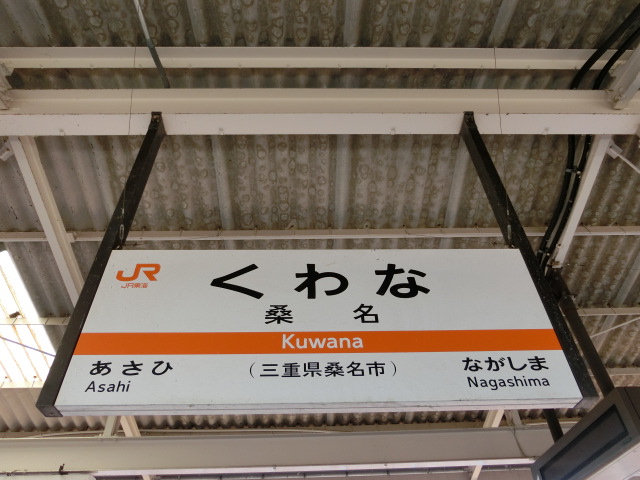 JR
JR東海
くわな
桑名
Kuwana
あさひ
Asahi
（三重県桑名市）
ながしま
Nagashima